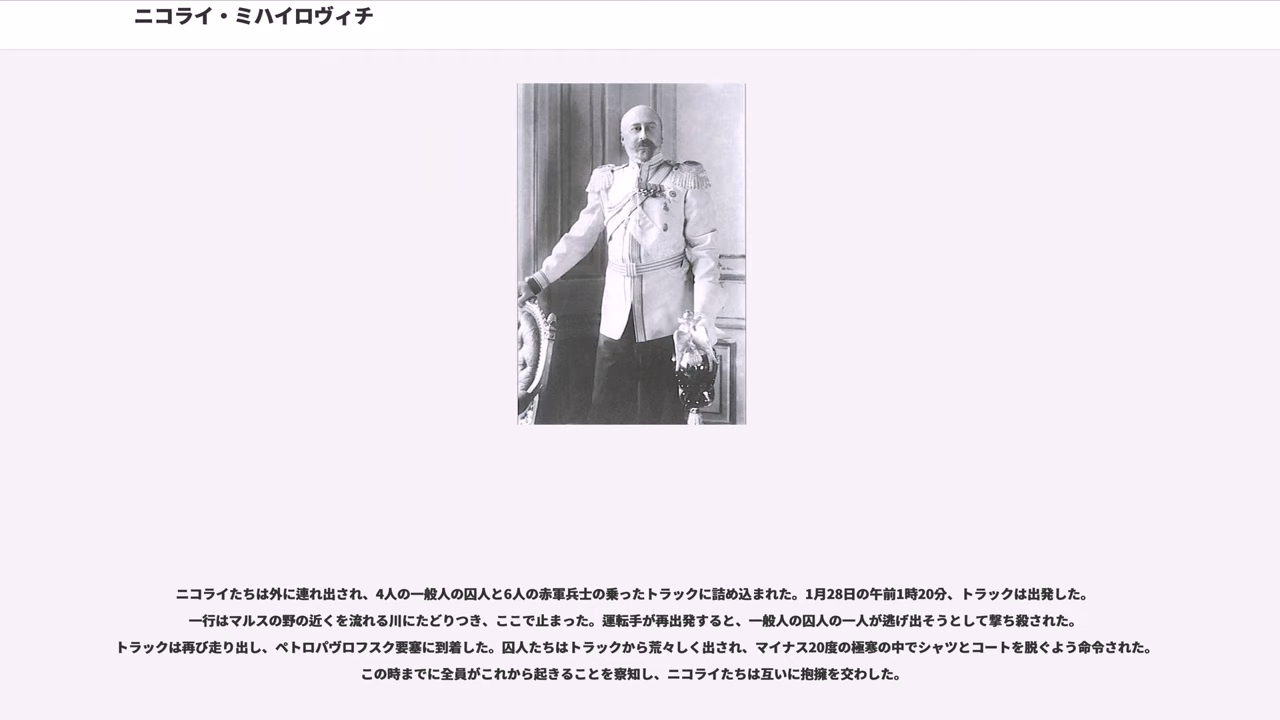 ニコライ・ミハイロヴィチ
ニコライたちは外に連れ出され、4人の一般人の囚人と6人の赤軍兵士の乗ったトラックに詰め込まれた。1月28日の午前1時20分、トラックは出発した。
一行はマルスの野の近くを流れる川にたどりつき、ここで止まった。運転手が再出発すると、一般人の囚人の一人が逃げ出そうとして撃ち殺された。
トラックは再び走り出し、ペトロパヴロフスク要塞に到着した。囚人たちはトラックから荒々しく出され、マイナス20度の極寒の中でシャツとコートを脱ぐよう命令された。
この時までに全員がこれから起きることを察知し、ニコライたちは互いに抱擁を交わした。